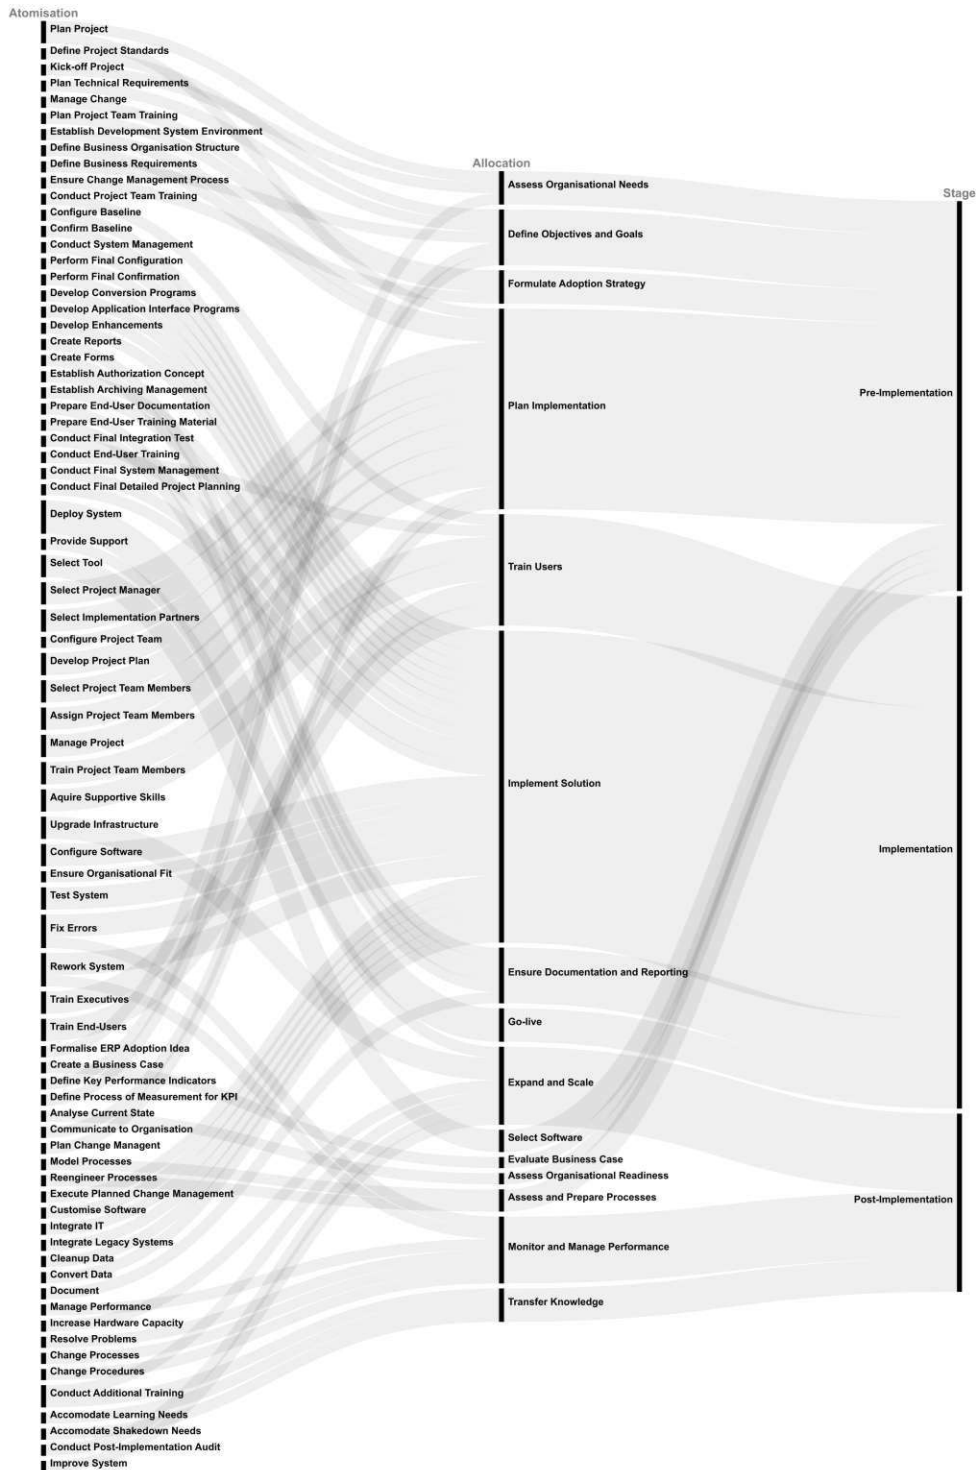 Atomisation
Plan Project
Define Project Standards
Kick-off Project
Plan Technical Requirements
Manage Change
Plan Project Team Training
Establish Development System Environment
Define Business Organisation Structure
Define Business Requirements
Ensure Change Management Process
Conduct Project Team Training
Configure Baseline
Confirm Baseline
Conduct System Management
Perform Final Configuration
Perform Final Confirmation
Develop Conversion Programs
Develop Application Interface Programs
Develop Enhancements
Create Reports
Create Forms
Establish Authorization Concept
Establish Archiving Management
Prepare End-User Documentation
Prepare End-User Training Material
Conduct Final Integration Test
Conduct End-User Training
Conduct Final System Management
Conduct Final Detailed Project Planning
Deploy System
Provide Support
Select Tool
Select Project Manager
Select Implementation Partners
Configure Project Team
Develop Project Plan
Select Project Team Members
Assign Project Team Members
Manage Project
Train Project Team Members
Aquire Supportive Skills
Upgrade Infrastructure
Configure Software
Ensure Organisational Fit
Test System
Fix Errors
Rework System
Train Executives
Train End-Users
Formalise ERP Adoption Idea
Create a Business Case
Define Key Performance Indicators
Define Process of Measurement for KPI
Analyse Current State
Communicate to Organisation
Plan Change Managent
Model Processes
Reengineer Processes
Execute Planned Change Management
Customise Software
Integrate IT
Integrate Legacy Systems
Cleanup Data
Convert Data
Document
Manage Performance
Increase Hardware Capacity
Resolve Problems
Change Processes
Change Procedures
Conduct Additional Training
Accomodate Learning Needs
Accomodate Shakedown Needs
Conduct Post-Implementation Audit
Improve System
Allocation
Assess Organisational Needs
Define Objectives and Goals
Formulate Adoption Strategy
Plan Implementation
Train Users
Implement Solution
Ensure Documentation and Reporting
Go-live
Expand and Scale
Select Software
Evaluate Business Case
Assess Organisational Readiness
Assess and Prepare Processes
Monitor and Manage Performance
Transfer Knowledge
Stage
Pre-Implementation
Implementation
Post-Implementation